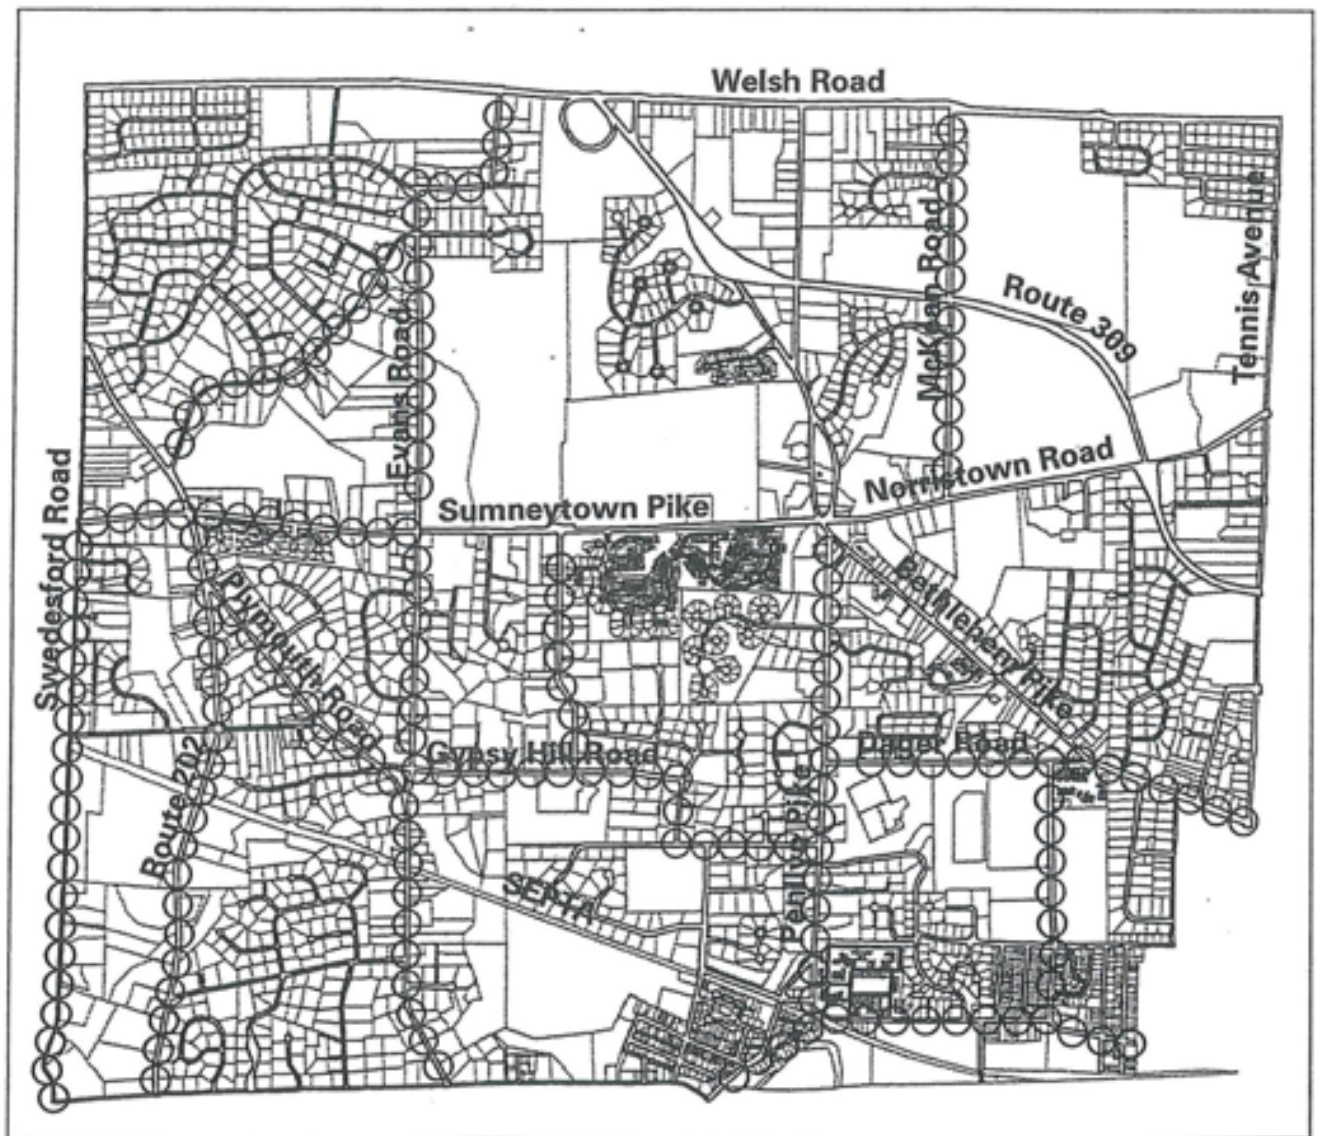 Welsh Road
Route 309
Tennis Avenue
McKean Road
Evans Road
Norristown Road
Sumneytown Pike
Swedesford Road
Bethlehem Pike
Plymouth Road
Dager Road
Gypsy Hill Road
Route 202
Penllyn Pike
SEPTA